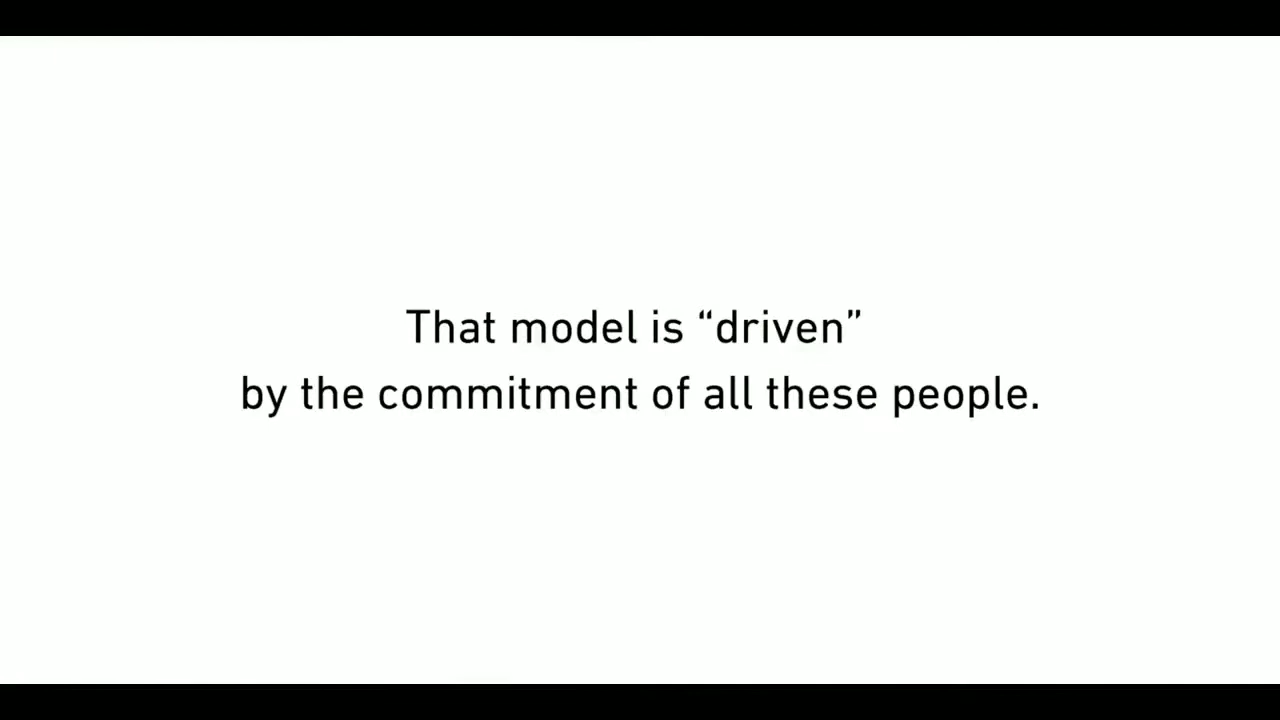 That model is “driven”
by the commitment of all these people.